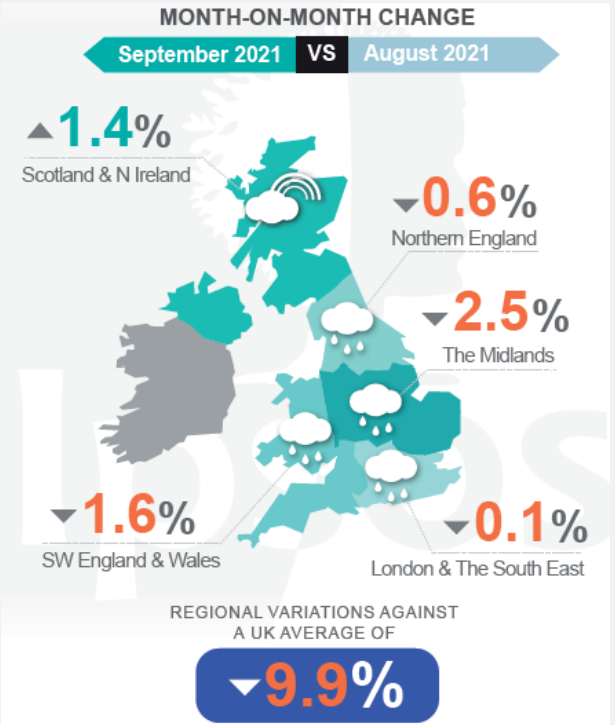 MONTH-ON-MONTH CHANGE
September 2021 VS August 2021
1.4%
Scotland & N Ireland
0.6%
Northern England
2.5%
The Midlands
1.6%
SW England & Wales
0.1%
London & The South East
REGIONAL VARIATIONS AGAINST
A UK AVERAGE OF
9.9%
Ipsos